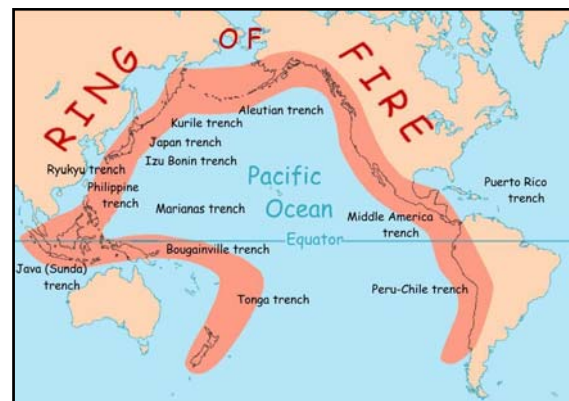 RING OF FIRE
Aleutian trench
Kurile trench
Japan trench
Izu Bonin trench
Ryukyu trench
Philippine
trench
Marianas trench
Pacific
Ocean
Puerto Rico
trench
Middle America
trench
Equator
Bougainville trench
Java (Sunda)
trench
Tonga trench
Peru-Chile trench